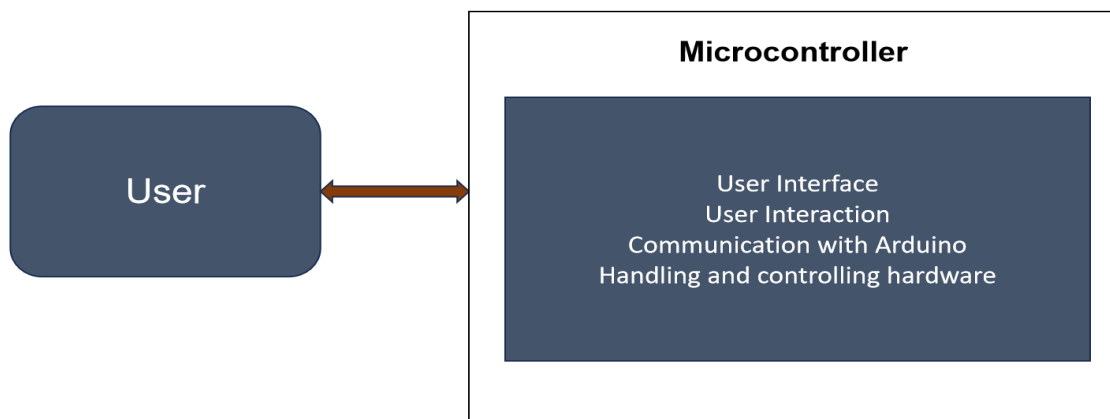 Microcontroller
User
User Interface
User Interaction
Communication with Arduino
Handling and controlling hardware